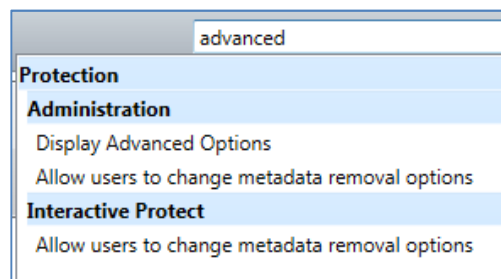 advanced
Protection
Administration
Display Advanced Options
Allow users to change metadata removal options
Interactive Protect
Allow users to change metadata removal options